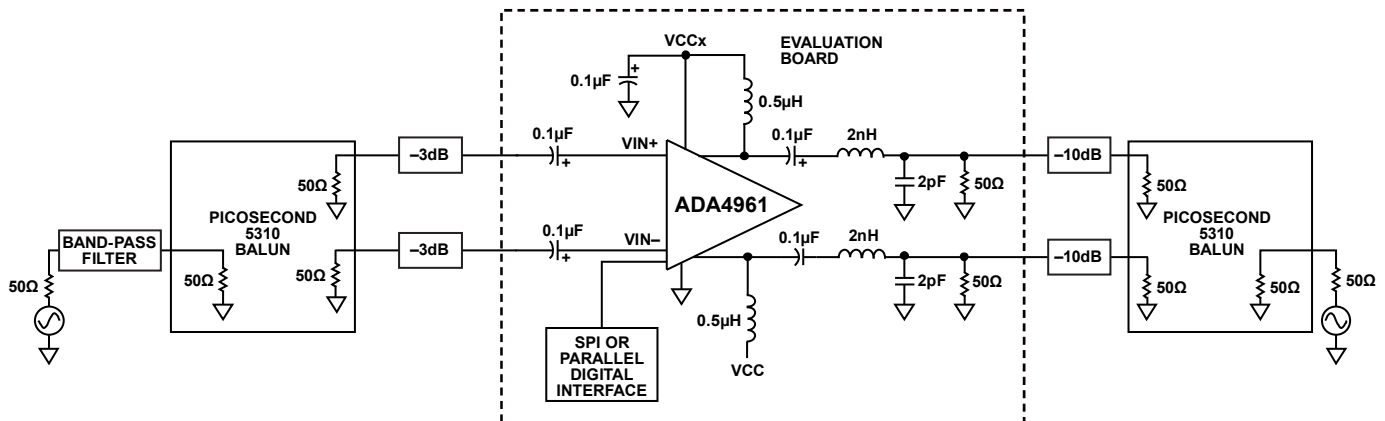 VCCx
EVALUATION
BOARD
0.1µF
+
0.5µH
–3dB
0.1µF
+
VIN+
0.1µF
+
2nH
–10dB
50Ω
2pF
50Ω
50Ω
ADA4961
PICOSECOND
5310
BALUN
PICOSECOND
5310
BALUN
BAND-PASS
FILTER
–3dB
0.1µF
+
VIN–
0.1µF
+
2nH
–10dB
50Ω
50Ω
50Ω
2pF
50Ω
50Ω
50Ω
50Ω
0.5µH
VCC
SPI OR
PARALLEL
DIGITAL
INTERFACE